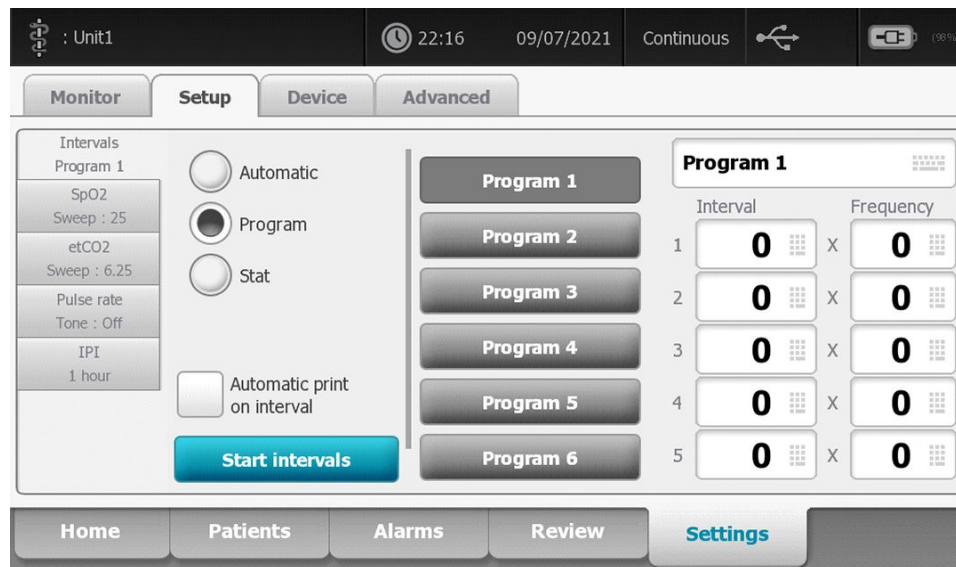 : Unit1
22:16
09/07/2021
Continuous
(98%
Monitor
Setup
Device
Advanced
Intervals
Program 1
SpO2
Sweep : 25
etCO2
Sweep : 6.25
Pulse rate
Tone : Off
IPI
1 hour
Automatic
Program
Stat
Automatic print
on interval
Start intervals
Program 1
Program 2
Program 3
Program 4
Program 5
Program 6
Program 1
Interval Frequency
1 0 X 0
2 0 X 0
3 0 X 0
4 0 X 0
5 0 X 0
Home
Patients
Alarms
Review
Settings